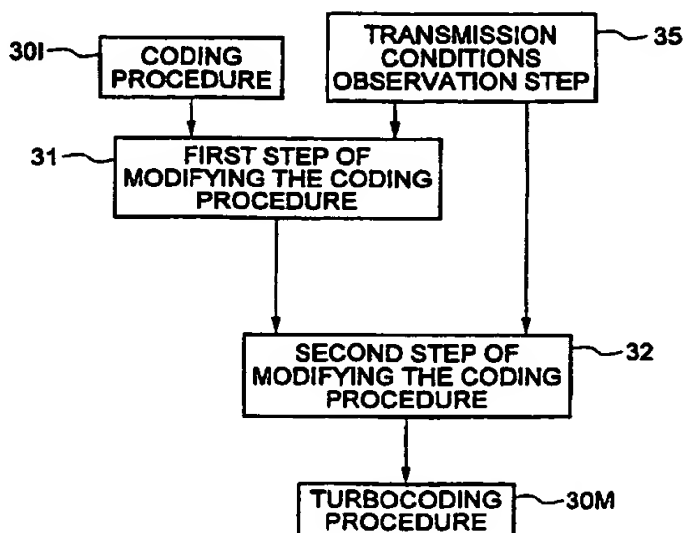 30I
CODING
PROCEDURE
TRANSMISSION
CONDITIONS
OBSERVATION STEP
35
31
FIRST STEP OF
MODIFYING THE CODING
PROCEDURE
SECOND STEP OF
MODIFYING THE CODING
PROCEDURE
32
TURBOCODING
PROCEDURE
30M